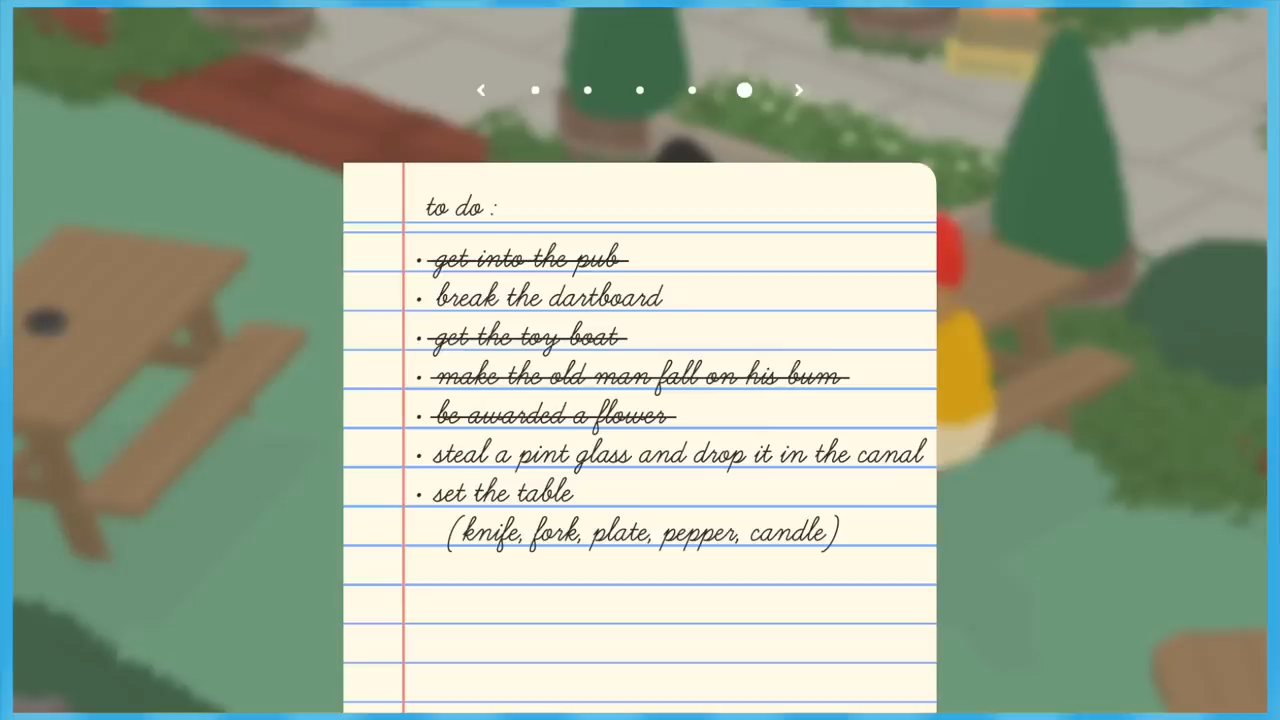 to do :
• get into the pub
• break the dartboard
• get the toy boat
• make the old man fall on his bum
• be awarded a flower
• steal a pint glass and drop it in the canal
• set the table
(knife, fork, plate, pepper, candle)